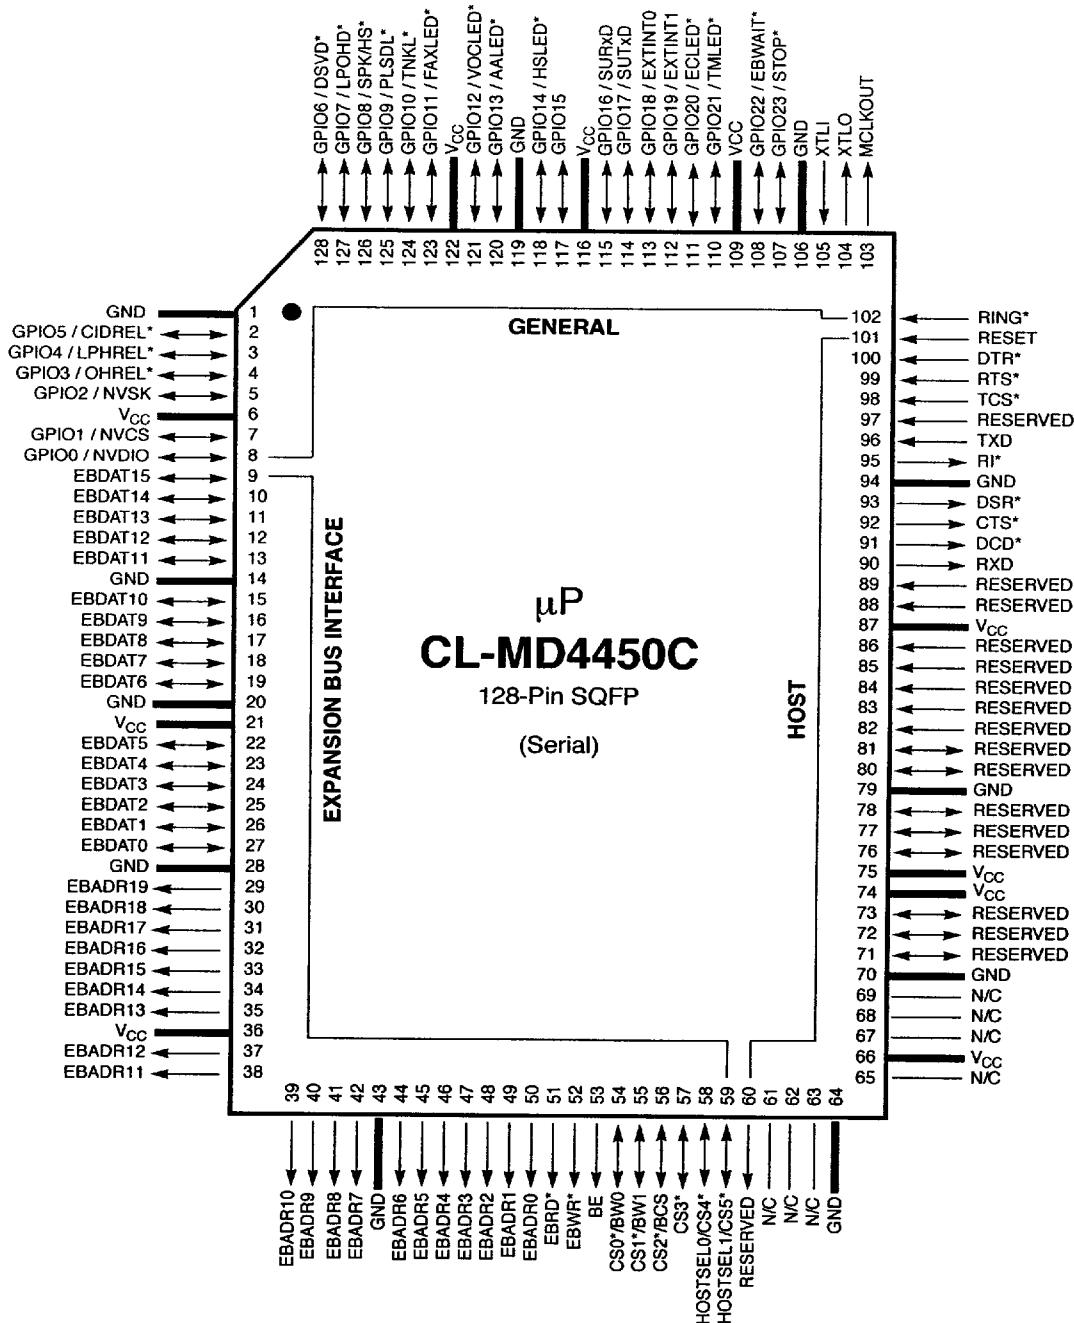 GPIO6 / DSVD*
GPIO7 / LPOHD*
GPIO8 / SPK/HS*
GPIO9 / PLSDL*
GPIO10 / TNKL*
GPIO11 / FAXLED*
VCC
GPIO12 / VOCLED*
GPIO13 / AALED*
GND
GPIO14 / HSLED*
GPIO15
VCC
GPIO16 / SURxD
GPIO17 / SUTxD
GPIO18 / EXTINT0
GPIO19 / EXTINT1
GPIO20 / ECLED*
GPIO21 / TMLED*
VCC
GPIO22 / EBWAIT*
GPIO23 / STOP*
GND
XTLI
XTLO
MCLKOUT
128 127 126 125 124 123 122 121 120 119 118 117 116 115 114 113 112 111 110 109 108 107 106 105 104 103
GND 1
GPIO5 / CIDREL* 2
GPIO4 / LPHREL* 3
GPIO3 / OHREL* 4
GPIO2 / NVSK 5
VCC 6
GPIO1 / NVCS 7
GPIO0 / NVDIO 8
EBDAT15 9
EBDAT14 10
EBDAT13 11
EBDAT12 12
EBDAT11 13
GND 14
EBDAT10 15
EBDAT9 16
EBDAT8 17
EBDAT7 18
EBDAT6 19
GND 20
VCC 21
EBDAT5 22
EBDAT4 23
EBDAT3 24
EBDAT2 25
EBDAT1 26
EBDAT0 27
GND 28
EBADR19 29
EBADR18 30
EBADR17 31
EBADR16 32
EBADR15 33
EBADR14 34
EBADR13 35
VCC 36
EBADR12 37
EBADR11 38
GENERAL
EXPANSION BUS INTERFACE
µP
CL-MD4450C
128-Pin SQFP
(Serial)
HOST
102 RING*
101 RESET
100 DTR*
99 RTS*
98 TCS*
97 RESERVED
96 TXD
95 RI*
94 GND
93 DSR*
92 CTS*
91 DCD*
90 RXD
89 RESERVED
88 RESERVED
87 VCC
86 RESERVED
85 RESERVED
84 RESERVED
83 RESERVED
82 RESERVED
81 RESERVED
80 RESERVED
79 GND
78 RESERVED
77 RESERVED
76 RESERVED
75 VCC
74 VCC
73 RESERVED
72 RESERVED
71 RESERVED
70 GND
69 N/C
68 N/C
67 N/C
66 VCC
65 N/C
39 40 41 42 43 44 45 46 47 48 49 50 51 52 53 54 55 56 57 58 59 60 61 62 63 64
EBADR10
EBADR9
EBADR8
EBADR7
GND
EBADR6
EBADR5
EBADR4
EBADR3
EBADR2
EBADR1
EBADR0
EBRD*
EBWR*
BE
CS0*/BW0
CS1*/BW1
CS2*/BCS
CS3*
HOSTSEL0/CS4*
HOSTSEL1/CS5*
RESERVED
N/C
N/C
N/C
GND